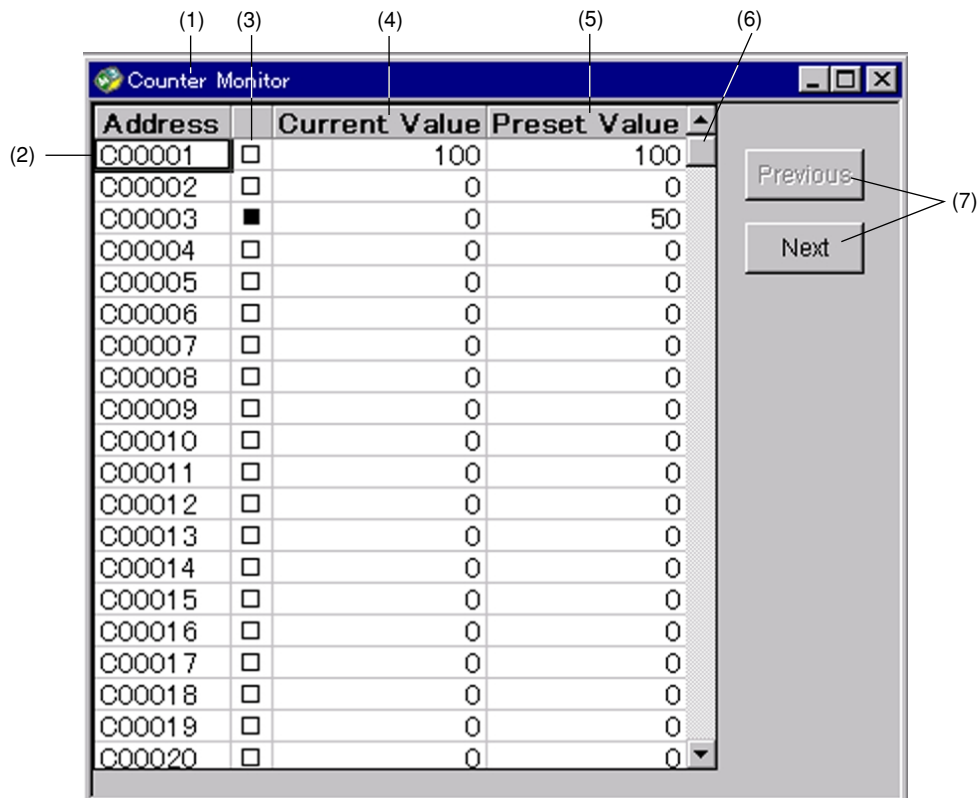 (1) (3) (4) (5) (6)
Counter Monitor
Address Current Value Preset Value
(2) C00001 100 100
Previous
C00002 0 0
(7)
C00003 0 50
Next
C00004 0 0
C00005 0 0
C00006 0 0
C00007 0 0
C00008 0 0
C00009 0 0
C00010 0 0
C00011 0 0
C00012 0 0
C00013 0 0
C00014 0 0
C00015 0 0
C00016 0 0
C00017 0 0
C00018 0 0
C00019 0 0
C00020 0 0